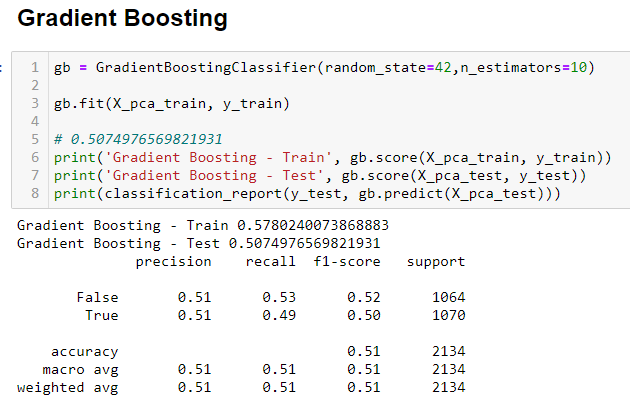 Gradient Boosting
: 1 gb = GradientBoostingClassifier(random_state=42,n_estimators=10)
2
3 gb.fit(X_pca_train, y_train)
4
5 # 0.5074976569821931
6 print('Gradient Boosting - Train', gb.score(X_pca_train, y_train))
7 print('Gradient Boosting - Test', gb.score(X_pca_test, y_test))
8 print(classification_report(y_test, gb.predict(X_pca_test)))
Gradient Boosting - Train 0.5780240073868883
Gradient Boosting - Test 0.5074976569821931
precision recall f1-score support
False 0.51 0.53 0.52 1064
True 0.51 0.49 0.50 1070
accuracy 0.51 2134
macro avg 0.51 0.51 0.51 2134
weighted avg 0.51 0.51 0.51 2134